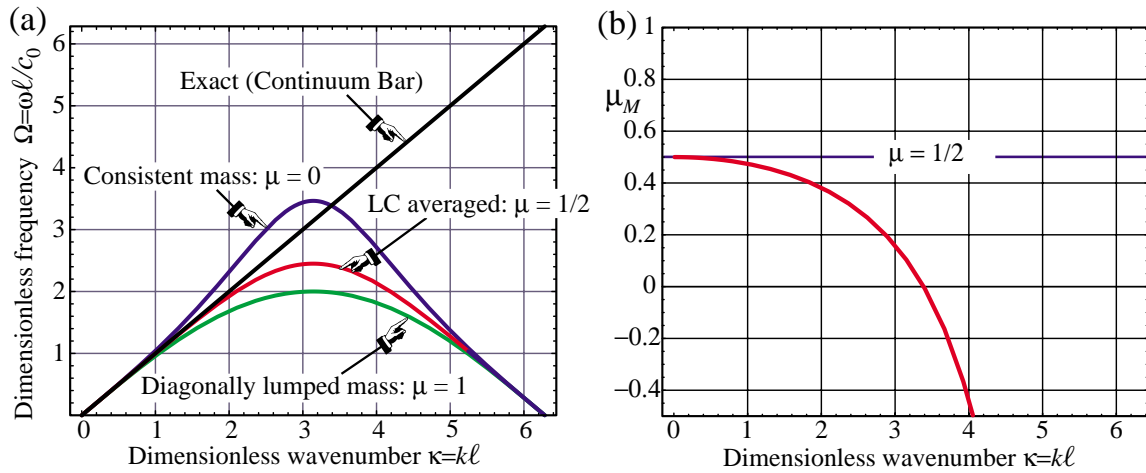 (a)
Dimensionless frequency Ω=ωℓ/c₀
6
5
4
3
2
1
Exact (Continuum Bar)
Consistent mass: μ = 0
LC averaged: μ = 1/2
Diagonally lumped mass: μ = 1
0 1 2 3 4 5 6
Dimensionless wavenumber κ=kℓ
(b)
μ_M
1
0.8
0.6
0.4
0.2
0
−0.2
−0.4
μ = 1/2
0 1 2 3 4 5 6
Dimensionless wavenumber κ=kℓ